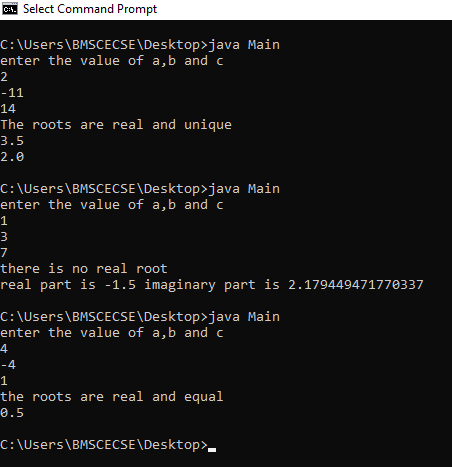 Select Command Prompt
C:\Users\BMSCECSE\Desktop>java Main
enter the value of a,b and c
2
-11
14
The roots are real and unique
3.5
2.0
C:\Users\BMSCECSE\Desktop>java Main
enter the value of a,b and c
1
3
7
there is no real root
real part is -1.5 imaginary part is 2.179449471770337
C:\Users\BMSCECSE\Desktop>java Main
enter the value of a,b and c
4
-4
1
the roots are real and equal
0.5
C:\Users\BMSCECSE\Desktop>